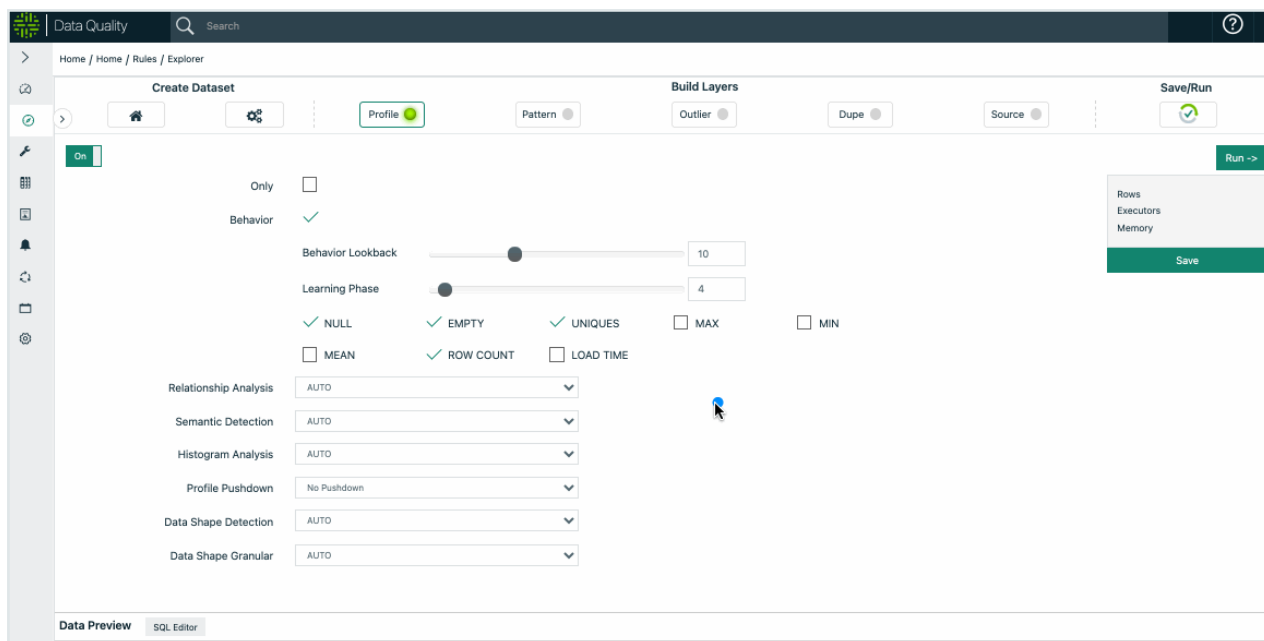 Data Quality Search
Home / Home / Rules / Explorer
Create Dataset Build Layers Save/Run
Profile Pattern Outlier Dupe Source
On Run ->
Only
Behavior
Rows
Executors
Memory
Save
Behavior Lookback 10
Learning Phase 4
NULL EMPTY UNIQUES MAX MIN
MEAN ROW COUNT LOAD TIME
Relationship Analysis AUTO
Semantic Detection AUTO
Histogram Analysis AUTO
Profile Pushdown No Pushdown
Data Shape Detection AUTO
Data Shape Granular AUTO
Data Preview SQL Editor